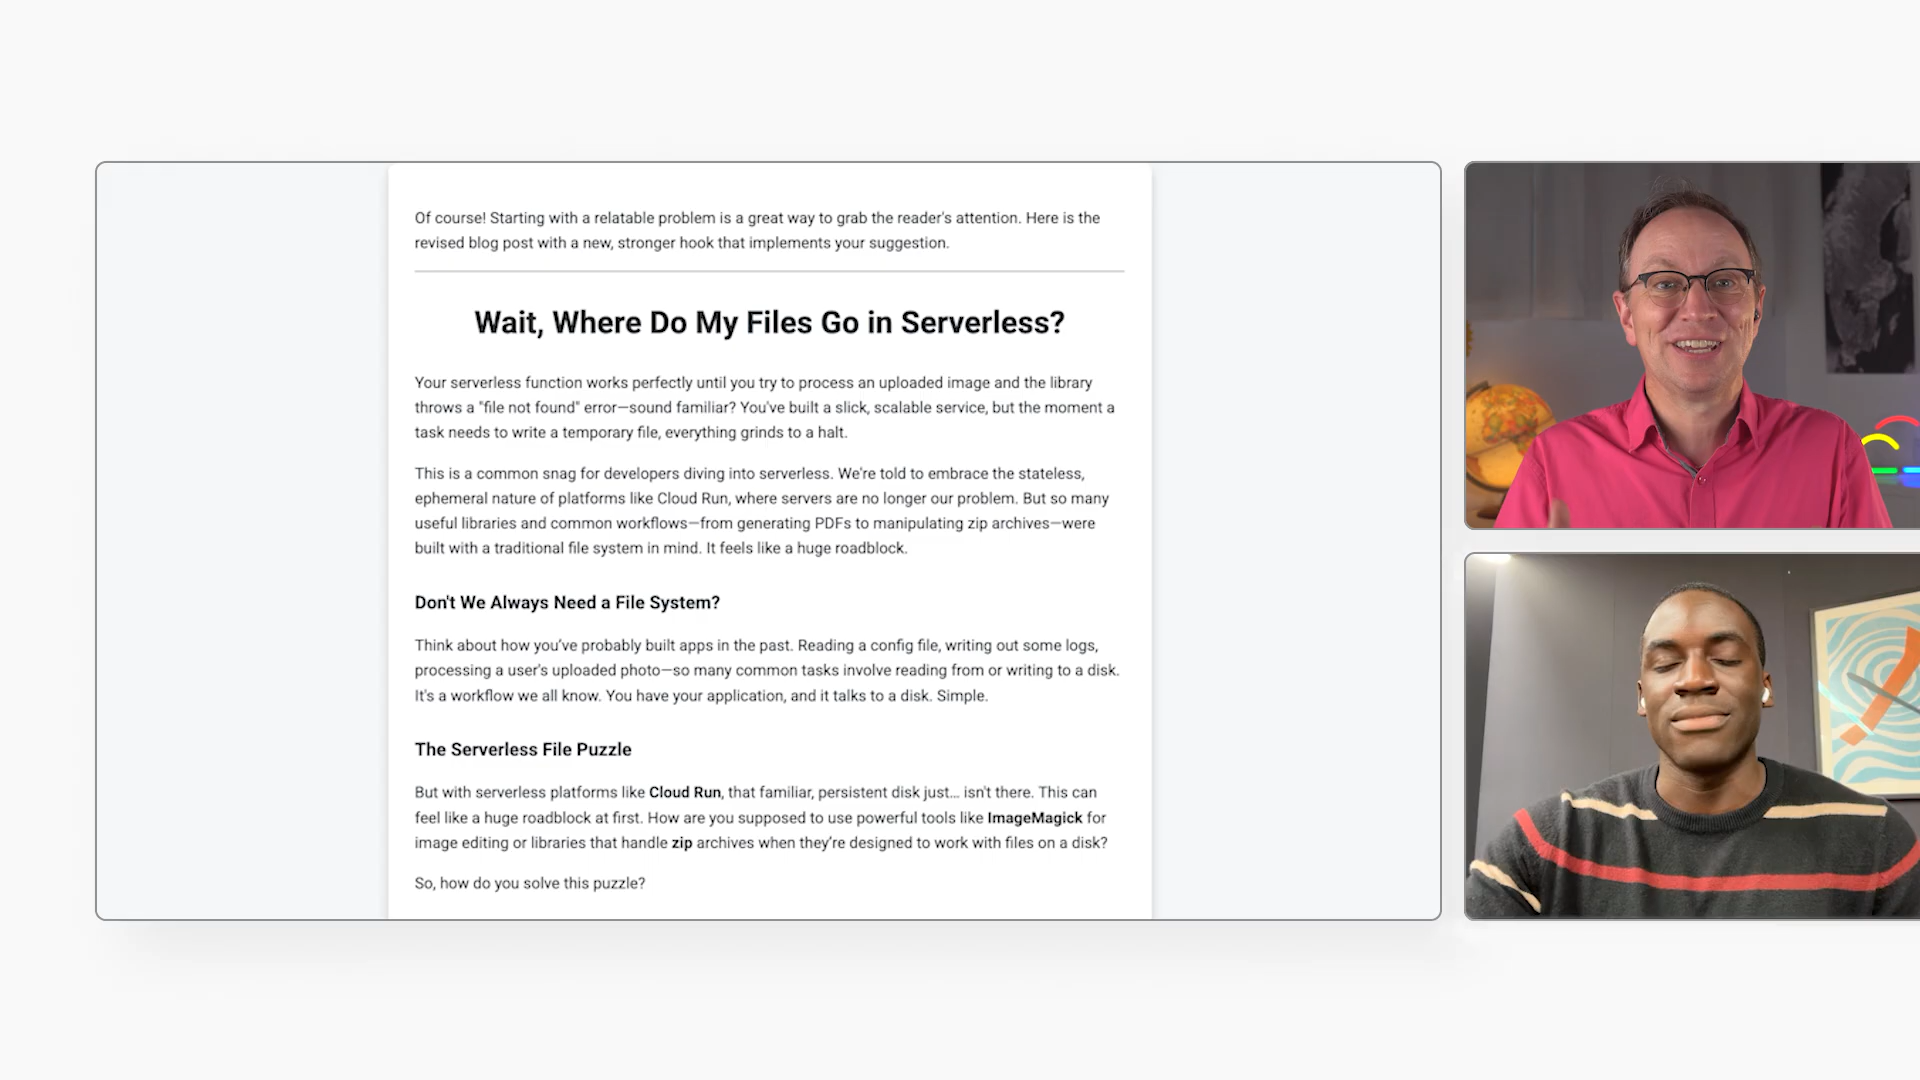 Of course! Starting with a relatable problem is a great way to grab the reader's attention. Here is the
revised blog post with a new, stronger hook that implements your suggestion.
Wait, Where Do My Files Go in Serverless?
Your serverless function works perfectly until you try to process an uploaded image and the library
throws a "file not found" error—sound familiar? You've built a slick, scalable service, but the moment a
task needs to write a temporary file, everything grinds to a halt.
This is a common snag for developers diving into serverless. We're told to embrace the stateless,
ephemeral nature of platforms like Cloud Run, where servers are no longer our problem. But so many
useful libraries and common workflows—from generating PDFs to manipulating zip archives—were
built with a traditional file system in mind. It feels like a huge roadblock.
Don't We Always Need a File System?
Think about how you’ve probably built apps in the past. Reading a config file, writing out some logs,
processing a user's uploaded photo—so many common tasks involve reading from or writing to a disk.
It's a workflow we all know. You have your application, and it talks to a disk. Simple.
The Serverless File Puzzle
But with serverless platforms like Cloud Run, that familiar, persistent disk just… isn't there. This can
feel like a huge roadblock at first. How are you supposed to use powerful tools like ImageMagick for
image editing or libraries that handle zip archives when they’re designed to work with files on a disk?
So, how do you solve this puzzle?